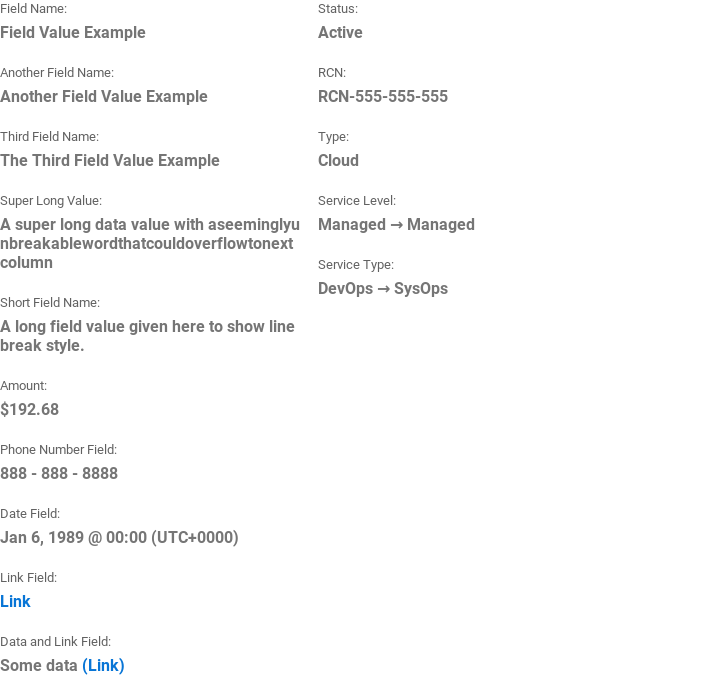 Field Name:
Field Value Example
Another Field Name:
Another Field Value Example
Third Field Name:
The Third Field Value Example
Super Long Value:
A super long data value with aseeminglyu
nbreakablewordthatcouldoverflowtonext
column
Short Field Name:
A long field value given here to show line
break style.
Amount:
$192.68
Phone Number Field:
888 - 888 - 8888
Date Field:
Jan 6, 1989 @ 00:00 (UTC+0000)
Link Field:
Link
Data and Link Field:
Some data (Link)
Status:
Active
RCN:
RCN-555-555-555
Type:
Cloud
Service Level:
Managed → Managed
Service Type:
DevOps → SysOps